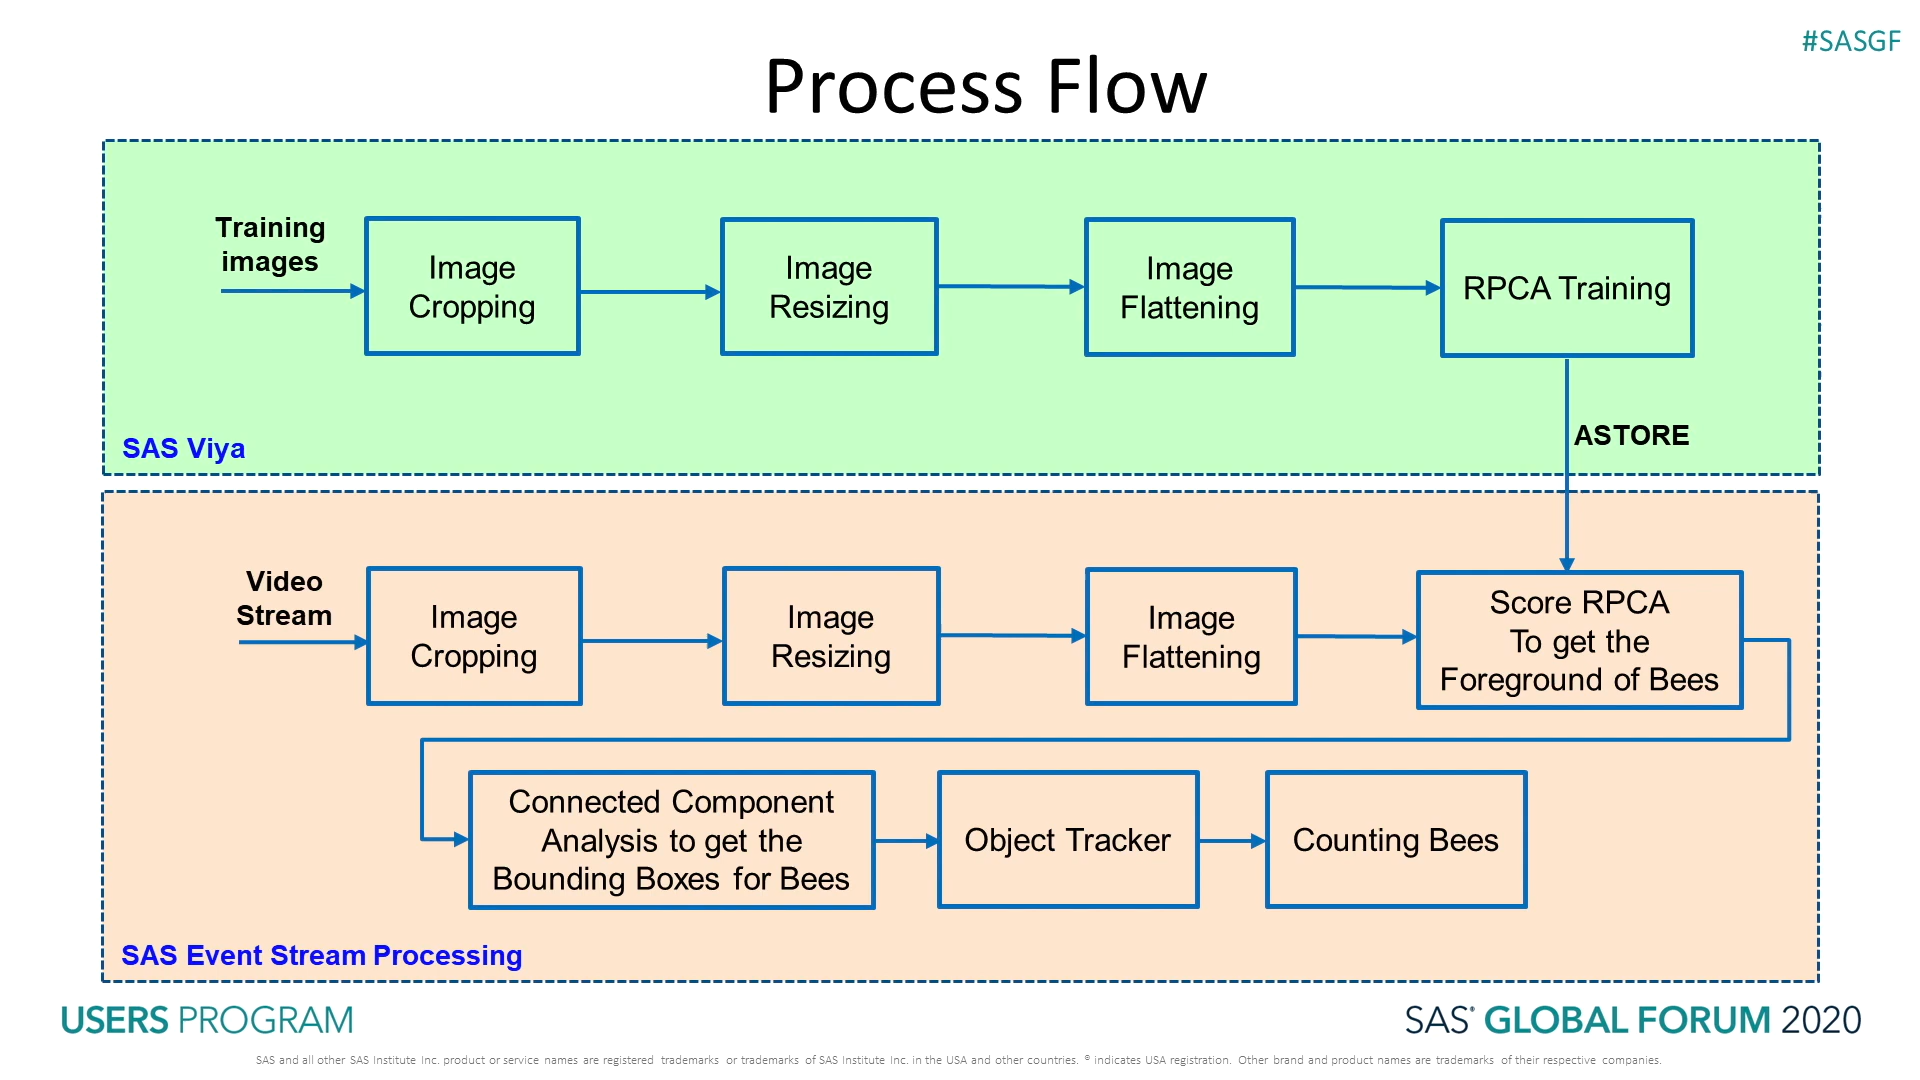 #SASGF
Process Flow
Training
images
Image
Cropping
Image
Resizing
Image
Flattening
RPCA Training
ASTORE
SAS Viya
Video
Stream
Image
Cropping
Image
Resizing
Image
Flattening
Score RPCA
To get the
Foreground of Bees
Connected Component
Analysis to get the
Bounding Boxes for Bees
Object Tracker
Counting Bees
SAS Event Stream Processing
USERS PROGRAM
SAS® GLOBAL FORUM 2020
SAS and all other SAS Institute Inc. product or service names are registered trademarks or trademarks of SAS Institute Inc. in the USA and other countries. ® indicates USA registration. Other brand and product names are trademarks of their respective companies.